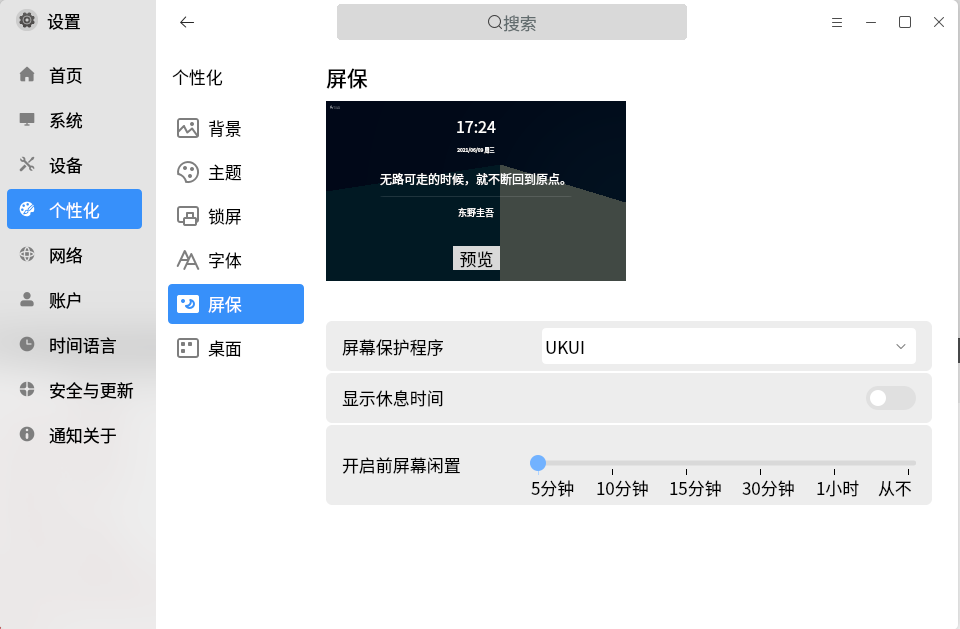 设置
搜索
首页
系统
设备
个性化
网络
账户
时间语言
安全与更新
通知关于
个性化
背景
主题
锁屏
字体
屏保
桌面
屏保
17:24
2021/06/09 周三
无路可走的时候，就不断回到原点。
东野圭吾
预览
屏幕保护程序
UKUI
显示休息时间
开启前屏幕闲置
5分钟 10分钟 15分钟 30分钟 1小时 从不